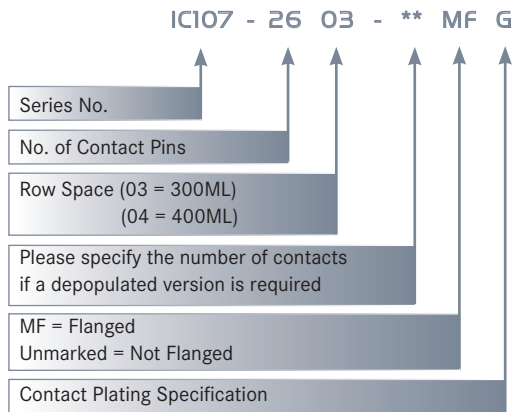 IC107 - 26 03 - ** MF G
Series No.
No. of Contact Pins
Row Space (03 = 300ML)
(04 = 400ML)
Please specify the number of contacts
if a depopulated version is required
MF = Flanged
Unmarked = Not Flanged
Contact Plating Specification